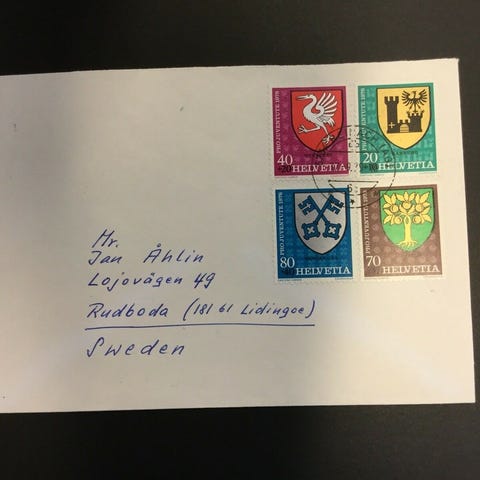 PRO JUVENTUTE 1978
40
HELVETIA
PRO JUVENTUTE 1978
20
HELVETIA
PRO JUVENTUTE 1978
80
HELVETIA
PRO JUVENTUTE 1978
70
HELVETIA
Mr.
Jan Åhlin
Lojovägen 49
Rudboda (181 61 Lidingoe)
Sweden